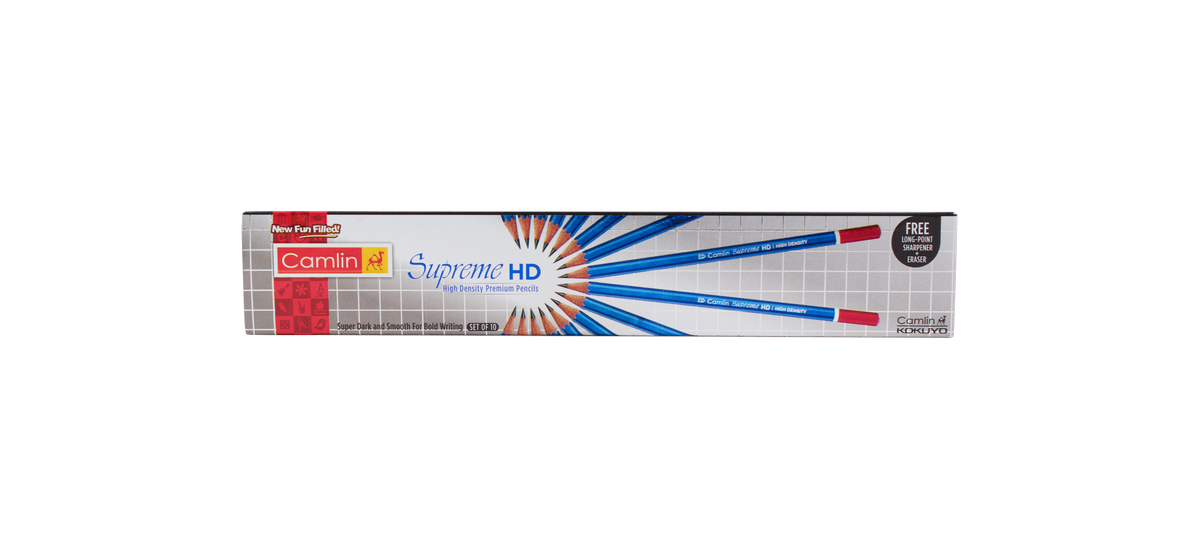 New Fun Filled!
Camlin
Supreme HD
High Density Premium Pencils
Super Dark and Smooth For Bold Writing SET OF 10
Camlin Supreme HD | HIGH DENSITY
Camlin Supreme HD | HIGH DENSITY
FREE
LONG-POINT
SHARPENER
+
ERASER
Camlin
KOKUYO